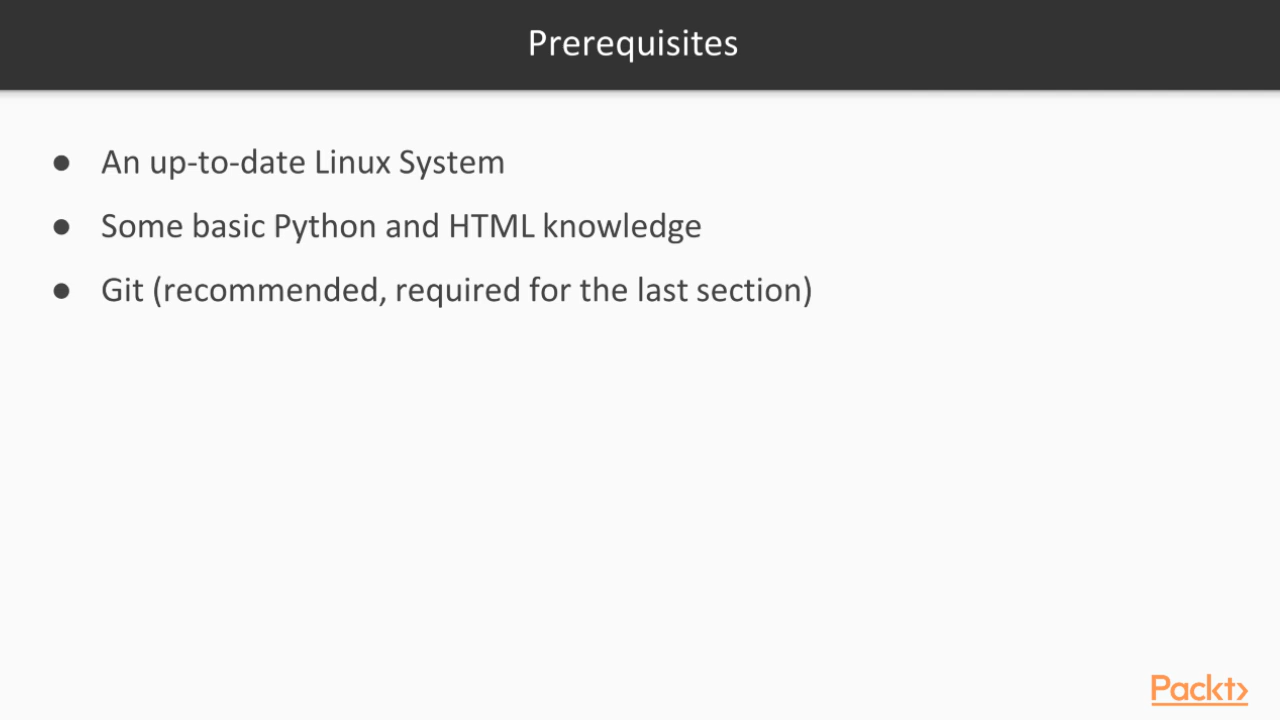 Prerequisites
● An up-to-date Linux System
● Some basic Python and HTML knowledge
● Git (recommended, required for the last section)
Packt>